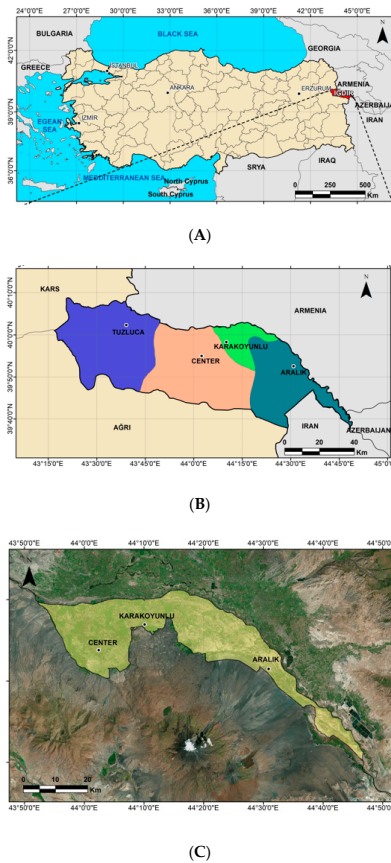 24°0'0"E 27°0'0"E 30°0'0"E 33°0'0"E 36°0'0"E 39°0'0"E 42°0'0"E 45°0'0"E
BULGARIA
BLACK SEA
N
42°0'0"N
GEORGIA
GREECE
ISTANBUL
ARMENIA
ANKARA
ERZURUM
IĞDIR
AZERBAIJAN
39°0'0"N
EGEAN
SEA
IZMIR
IRAN
36°0'0"N
SRYA
IRAQ
MEDITERRANEAN SEA
North Cyprus
South Cyprus
0 250 500
Km
(A)
40°10'0"N
KARS
N
ARMENIA
40°0'0"N
TUZLUCA
KARAKOYUNLU
CENTER
39°50'0"N
ARALIK
39°40'0"N
AĞRI
IRAN
AZERBAIJAN
0 10 20 40
Km
43°15'0"E 43°30'0"E 43°45'0"E 44°0'0"E 44°15'0"E 44°30'0"E 44°45'0"E 45°0'0"E
(B)
43°50'0"E 44°0'0"E 44°10'0"E 44°20'0"E 44°30'0"E 44°40'0"E 44°50'0"E
N
KARAKOYUNLU
CENTER
ARALIK
0 5 10 20
Km
43°50'0"E 44°0'0"E 44°10'0"E 44°20'0"E 44°30'0"E 44°40'0"E 44°50'0"E
(C)